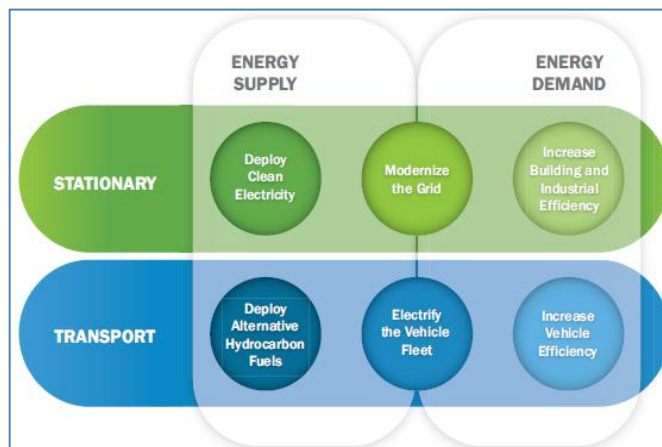 ENERGY
SUPPLY
ENERGY
DEMAND
STATIONARY
Deploy
Clean
Electricity
Modernize
the Grid
Increase
Building and
Industrial
Efficiency
TRANSPORT
Deploy
Alternative
Hydrocarbon
Fuels
Electrify
the Vehicle
Fleet
Increase
Vehicle
Efficiency